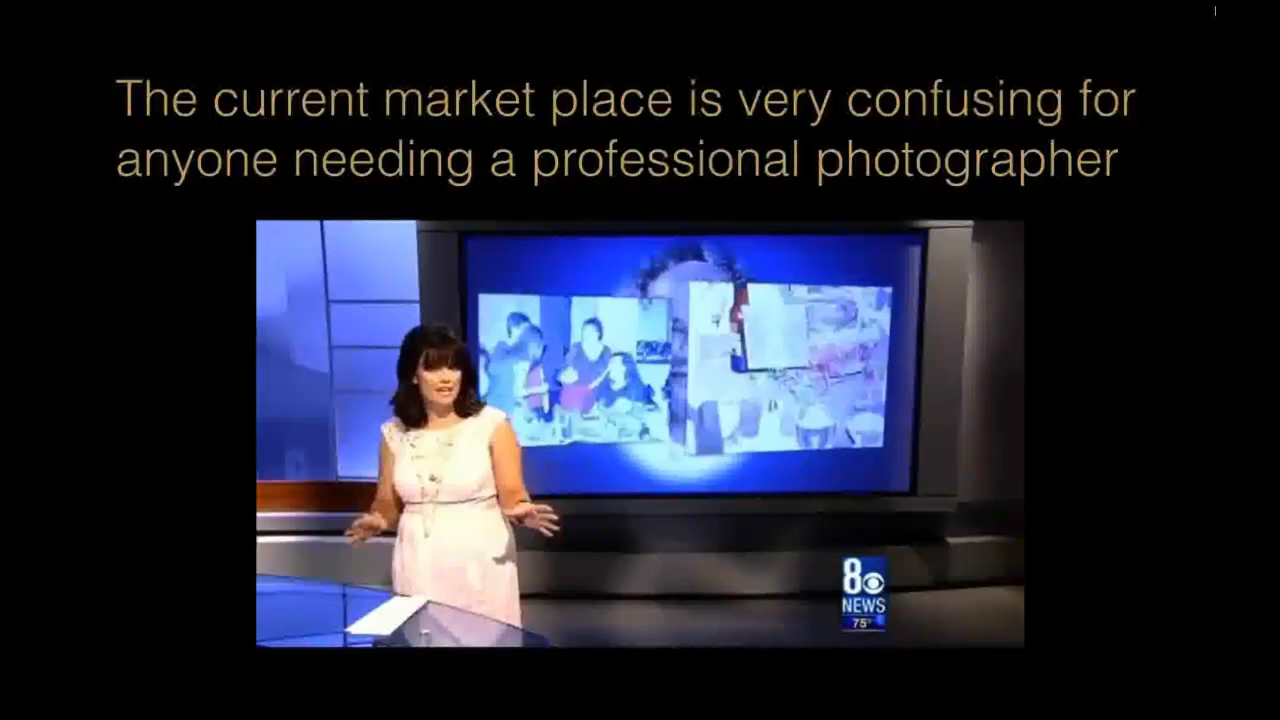 The current market place is very confusing for
anyone needing a professional photographer
8
NEWS
75°